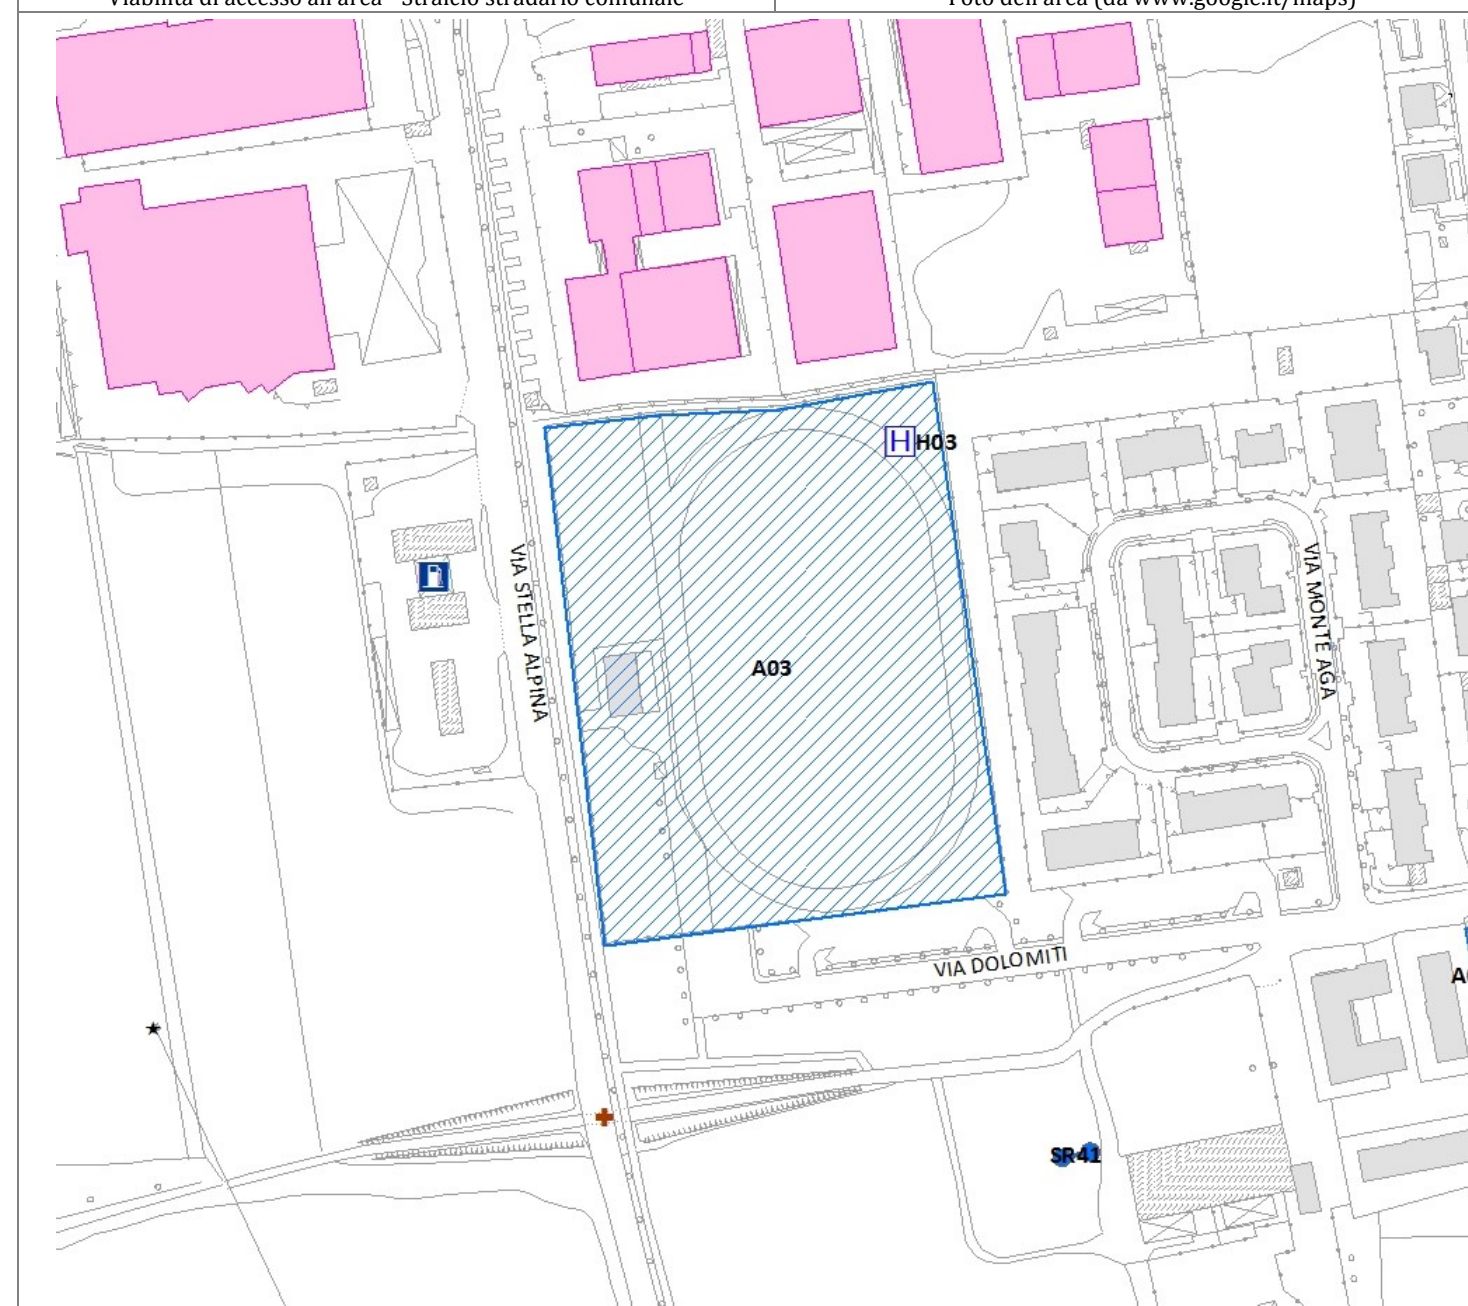 Viabilità di accesso all'area - Stralcio stradario comunale
Foto dell'area (da www.google.it/maps)
H H03
VIA STELLA ALPINA
VIA MONTE AGA
A03
VIA DOLOMITI
SR41